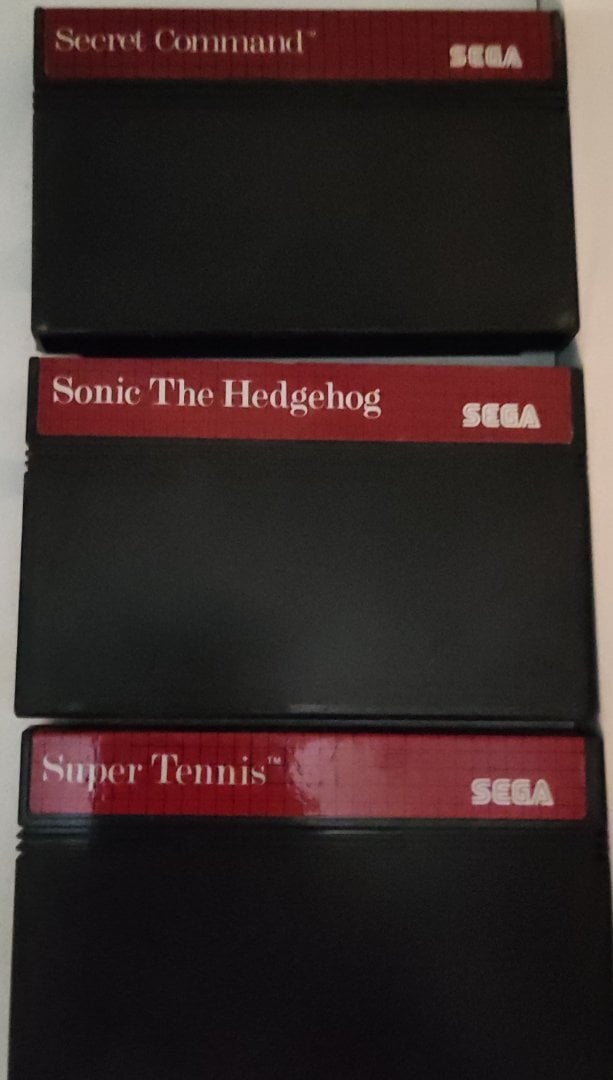 Secret Command™
SEGA
Sonic The Hedgehog
SEGA
Super Tennis™
SEGA